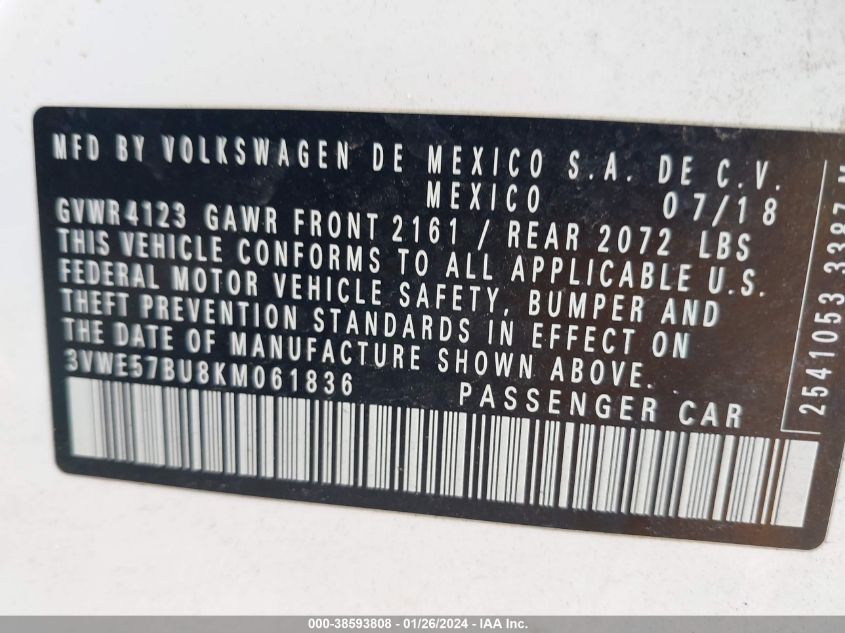 MFD BY VOLKSWAGEN DE MEXICO S.A. DE C.V.
MEXICO 07/18
GVWR4123 GAWR FRONT 2161 / REAR 2072 LBS
THIS VEHICLE CONFORMS TO ALL APPLICABLE U.S.
FEDERAL MOTOR VEHICLE SAFETY, BUMPER AND
THEFT PREVENTION STANDARDS IN EFFECT ON
THE DATE OF MANUFACTURE SHOWN ABOVE.
3VWE57BU8KM061836 PASSENGER CAR
2541053 3387
000-38593808 - 01/26/2024 - IAA Inc.